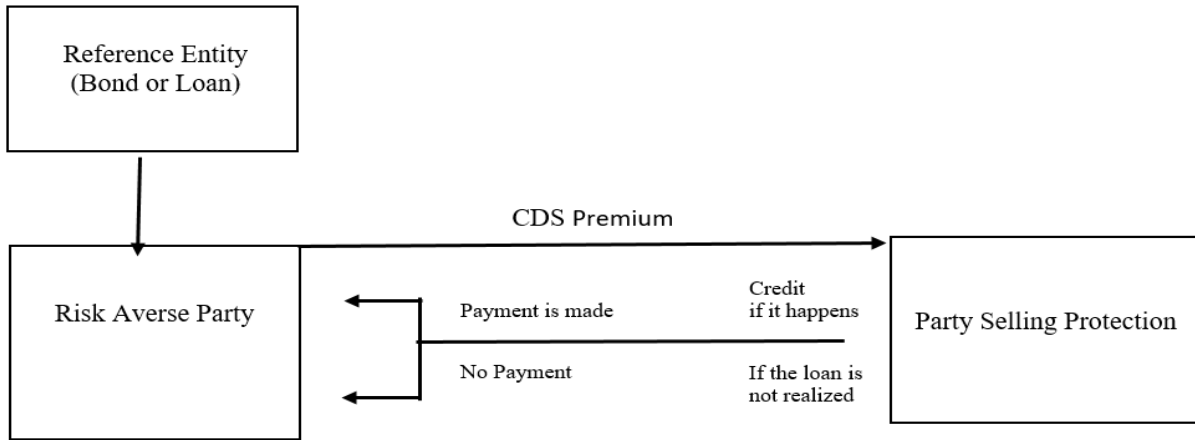 Reference Entity
(Bond or Loan)
CDS Premium
Risk Averse Party
Payment is made
Credit
if it happens
No Payment
If the loan is
not realized
Party Selling Protection